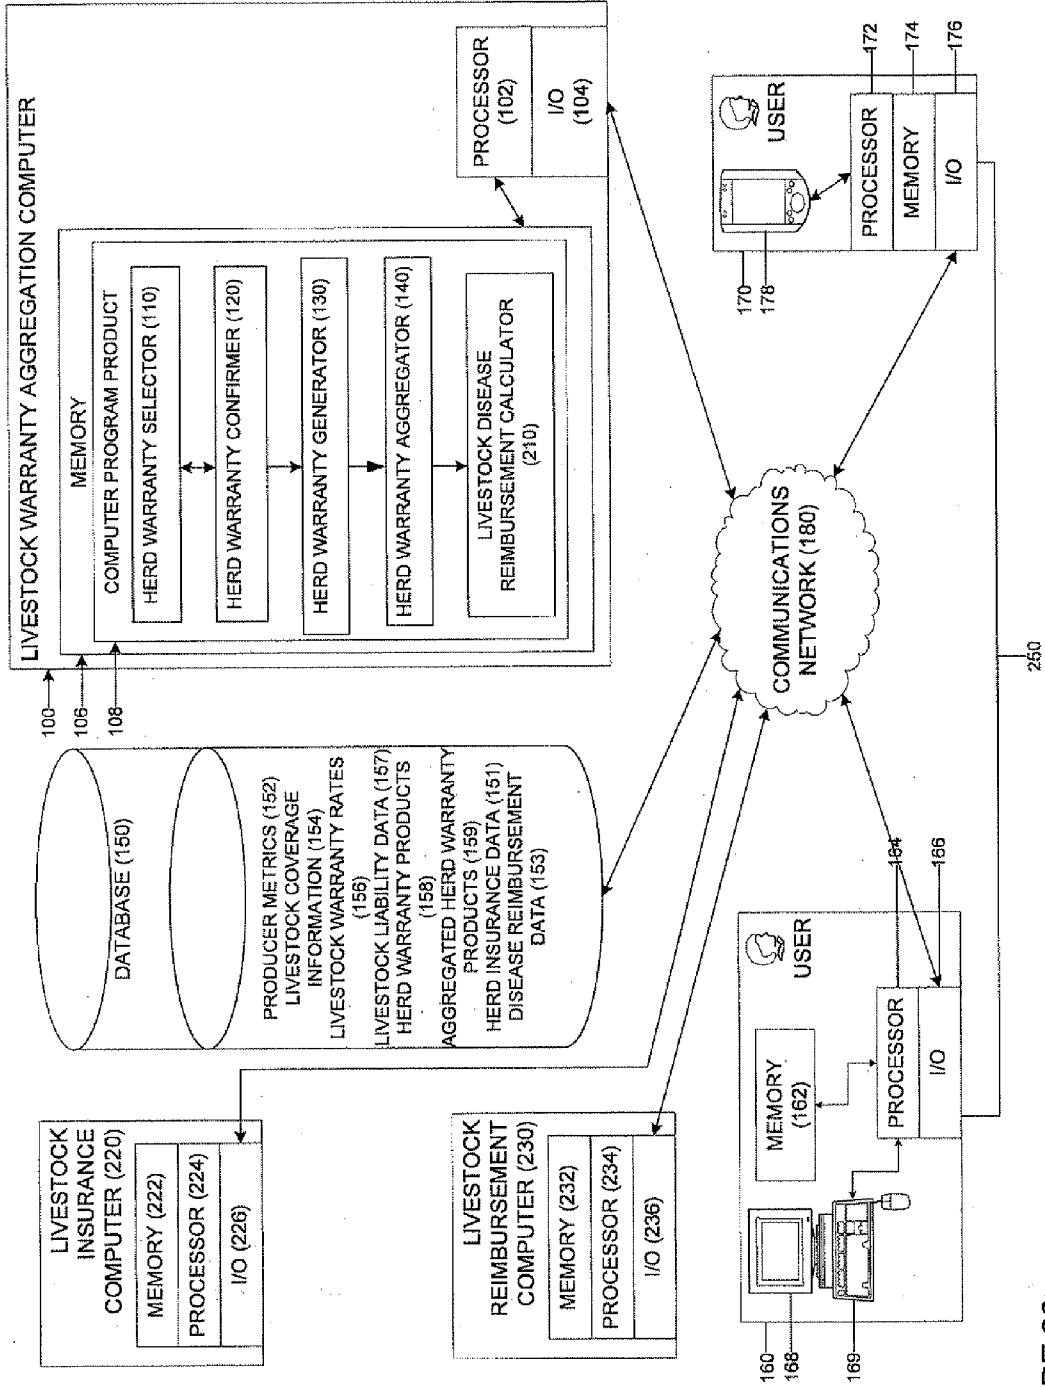 LIVESTOCK WARRANTY AGGREGATION COMPUTER
MEMORY
COMPUTER PROGRAM PRODUCT
HERD WARRANTY SELECTOR (110)
HERD WARRANTY CONFIRMER (120)
HERD WARRANTY GENERATOR (130)
HERD WARRANTY AGGREGATOR (140)
LIVESTOCK DISEASE
REIMBURSEMENT CALCULATOR
(210)
PROCESSOR
(102)
I/O
(104)
100
106
108
DATABASE (150)
PRODUCER METRICS (152)
LIVESTOCK COVERAGE
INFORMATION (154)
LIVESTOCK WARRANTY RATES
(156)
LIVESTOCK LIABILITY DATA (157)
HERD WARRANTY PRODUCTS
(158)
AGGREGATED HERD WARRANTY
PRODUCTS (159)
HERD INSURANCE DATA (151)
DISEASE REIMBURSEMENT
DATA (153)
LIVESTOCK
INSURANCE
COMPUTER (220)
MEMORY (222)
PROCESSOR (224)
I/O (226)
LIVESTOCK
REIMBURSEMENT
COMPUTER (230)
MEMORY (232)
PROCESSOR (234)
I/O (236)
COMMUNICATIONS
NETWORK (180)
USER
PROCESSOR
MEMORY
I/O
170
178
172
174
176
USER
MEMORY
(162)
PROCESSOR
I/O
160
168
169
164
166
250